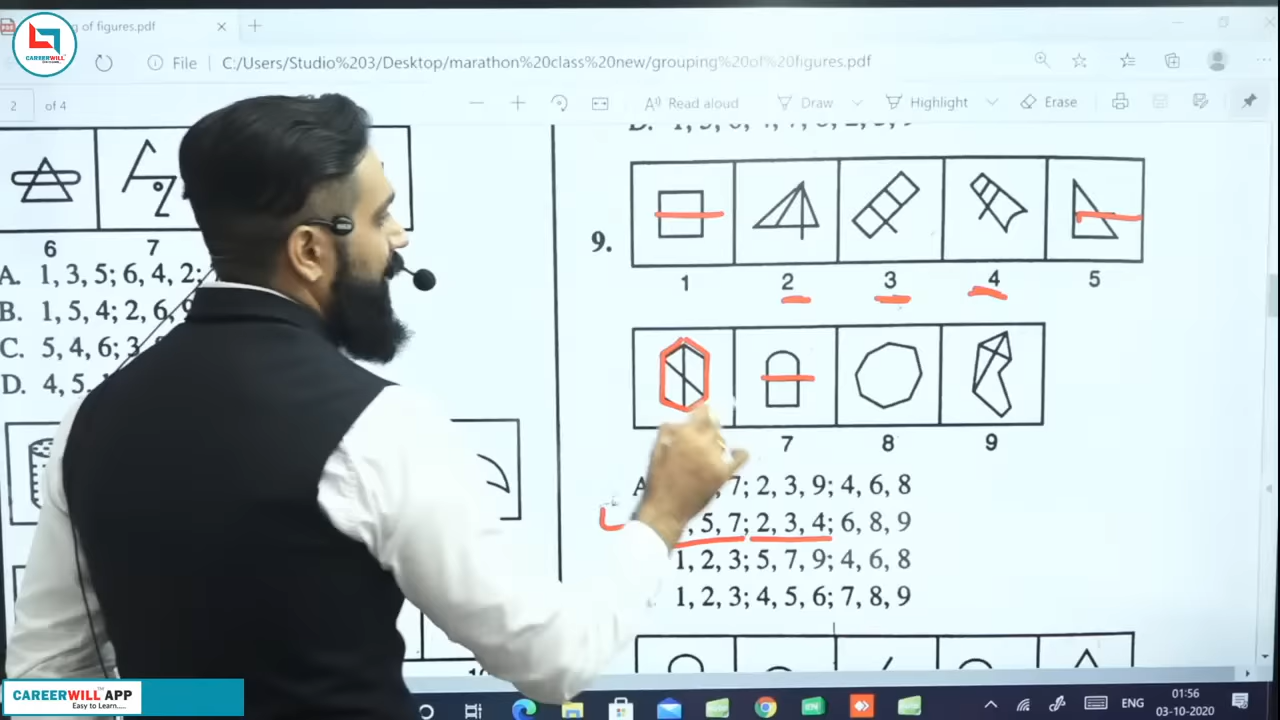 g of figures.pdf
CAREERWILL
File
C:/Users/Studio%203/Desktop/marathon%20class%20new/grouping%20of%20figures.pdf
2 of 4
Read aloud
Draw
Highlight
Erase
6 7
A. 1, 3, 5; 6, 4, 2;
B. 1, 5, 4; 2, 6,
C. 5, 4, 6; 3,
D. 4, 5,
9.
1 2 3 4 5
7 8 9
7; 2, 3, 9; 4, 6, 8
, 5, 7; 2, 3, 4; 6, 8, 9
1, 2, 3; 5, 7, 9; 4, 6, 8
1, 2, 3; 4, 5, 6; 7, 8, 9
CAREERWILL APP
Easy to Learn....
ENG
01:56
03-10-2020